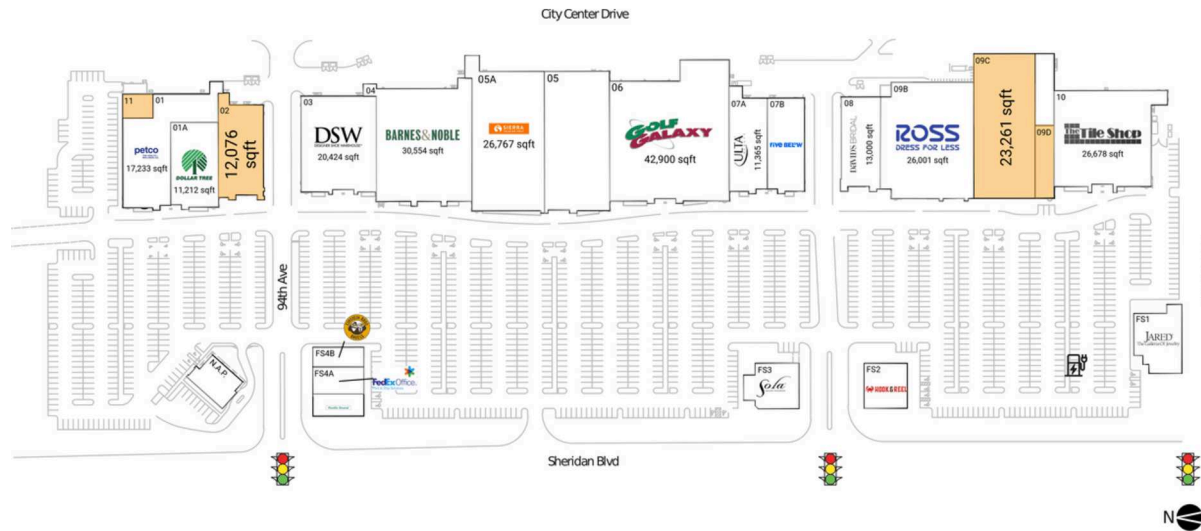 City Center Drive
11
01
petco
17,233 sqft
01A
DOLLAR TREE
11,212 sqft
02
12,076
sqft
03
DSW
DESIGNER SHOE WAREHOUSE
20,424 sqft
04
BARNES&NOBLE
30,554 sqft
05A
SIERRA
26,767 sqft
05
06
GOLF
GALAXY
42,900 sqft
07A
ULTA
11,365 sqft
07B
FIVE BELOW
08
DAVID'S BRIDAL
13,000 sqft
09B
ROSS
DRESS FOR LESS
26,001 sqft
09C
23,261 sqft
09D
10
The Tile Shop
26,678 sqft
94th Ave
N.A.P.
FS4B
FS4A
FedEx Office.
FS3
Sola
FS2
HOOK & REEL
FS1
JARED
Sheridan Blvd
N